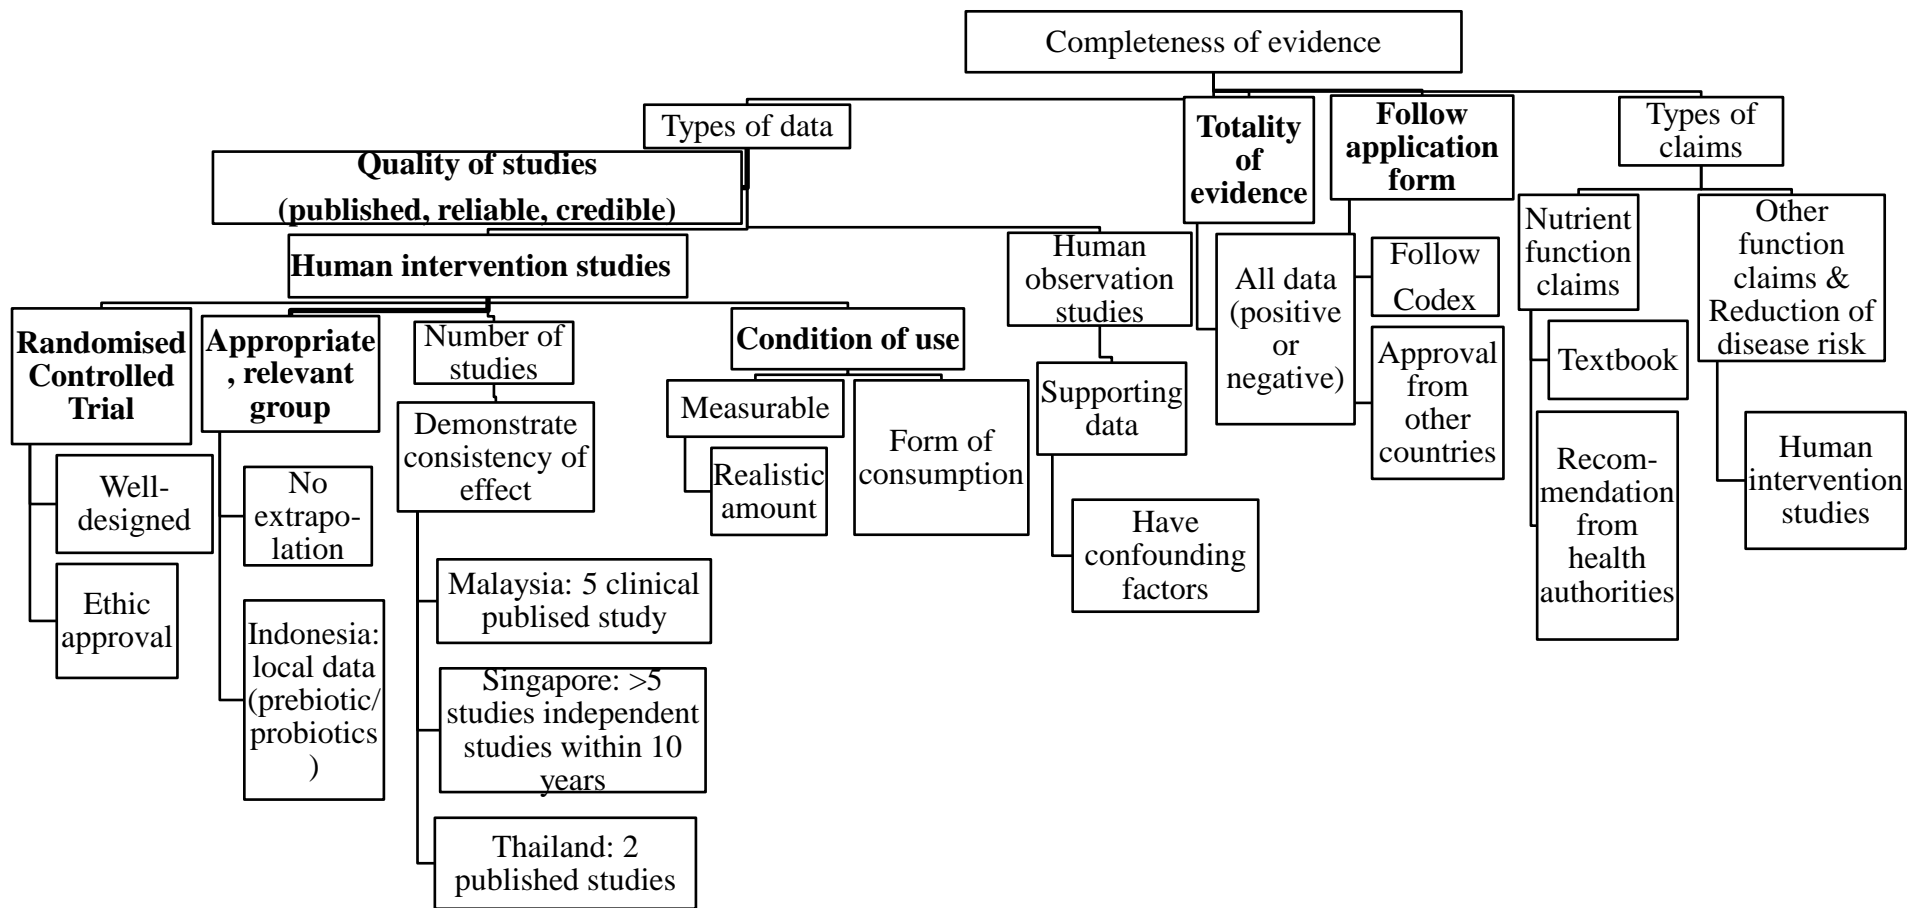 Completeness of evidence
Types of data
Totality
of
evidence
Follow
application
form
Types of
claims
Quality of studies
(published, reliable, credible)
Human intervention studies
Human
observation
studies
All data
(positive
or
negative)
Follow
Codex
Approval
from
other
countries
Nutrient
function
claims
Other
function
claims &
Reduction of
disease risk
Randomised
Controlled
Trial
Appropriate
, relevant
group
Number of
studies
Condition of use
Supporting
data
Textbook
Measurable
Form of
consumption
Realistic
amount
Demonstrate
consistency of
effect
Well-
designed
Ethic
approval
No
extrapo-
lation
Indonesia:
local data
(prebiotic/
probiotics
)
Malaysia: 5 clinical
publised study
Singapore: >5
studies independent
studies within 10
years
Thailand: 2
published studies
Have
confounding
factors
Recom-
mendation
from
health
authorities
Human
intervention
studies